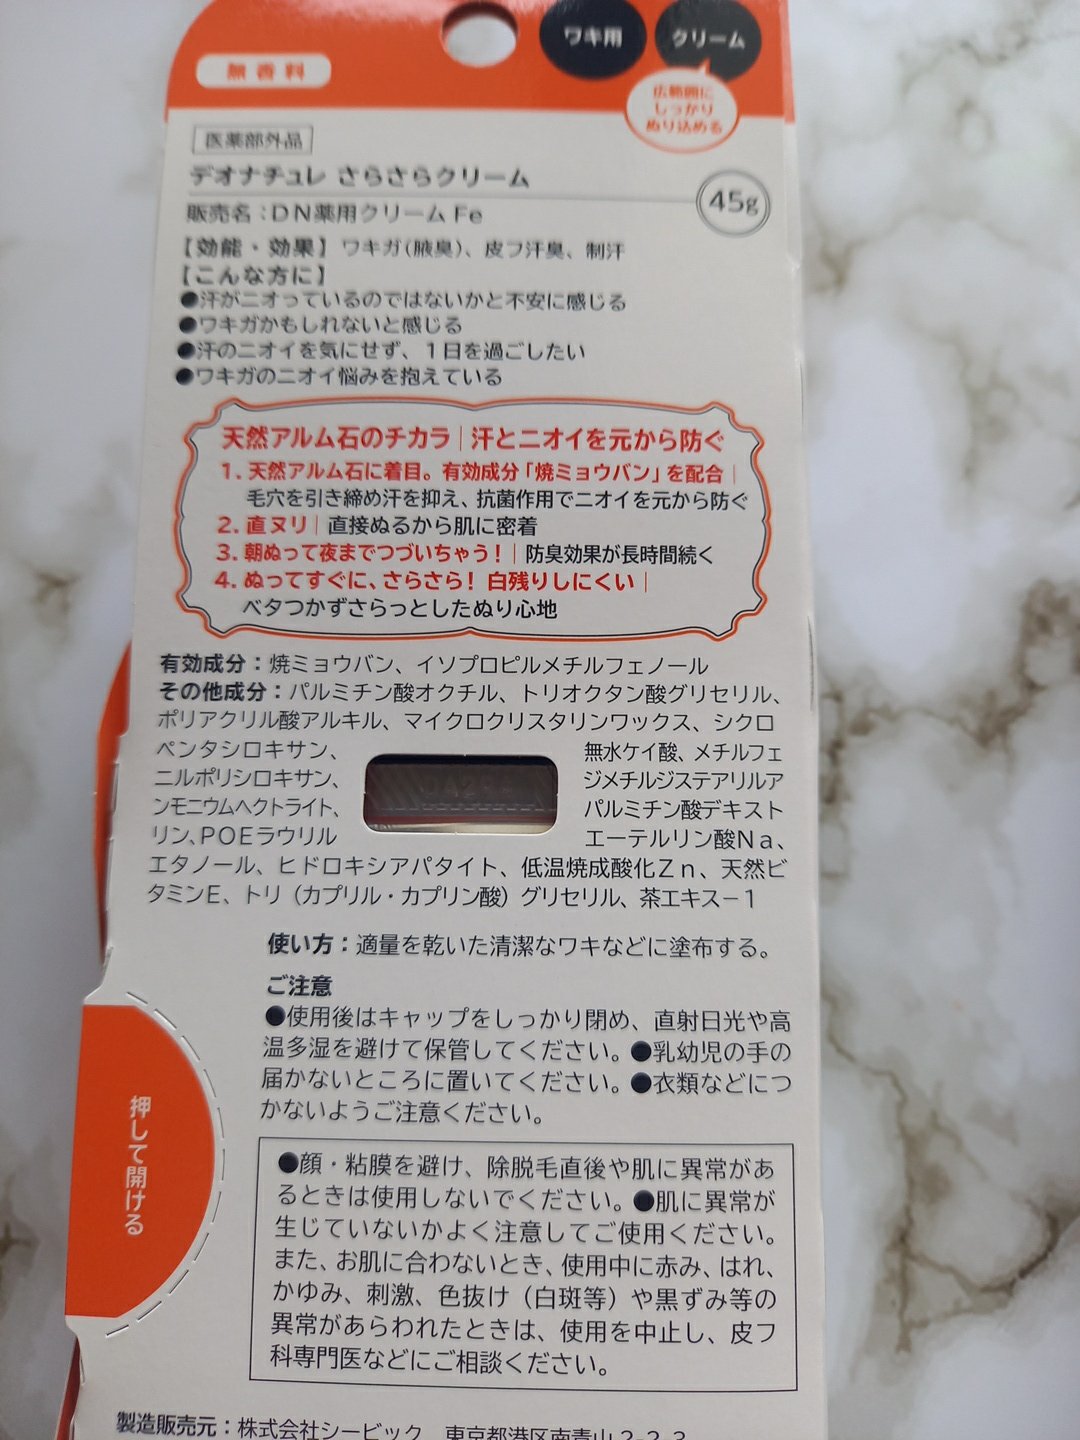 ワキ用
クリーム
無香料
広範囲に
しっかり
ぬり込める
医薬部外品
デオナチュレ さらさらクリーム
45g
販売名：DN薬用クリームFe
【効能・効果】 ワキガ(腋臭)、皮フ汗臭、制汗
【こんな方に】
●汗がニオっているのではないかと不安に感じる
●ワキガかもしれないと感じる
●汗のニオイを気にせず、1日を過ごしたい
●ワキガのニオイ悩みを抱えている
天然アルム石のチカラ|汗とニオイを元から防ぐ
1. 天然アルム石に着目。有効成分「焼ミョウバン」を配合|
毛穴を引き締め汗を抑え、抗菌作用でニオイを元から防ぐ
2. 直ヌリ|直接ぬるから肌に密着
3. 朝ぬって夜までつづいちゃう！|防臭効果が長時間続く
4. ぬってすぐに、さらさら！白残りしにくい|
ベタつかずさらっとしたぬり心地
有効成分：焼ミョウバン、イソプロピルメチルフェノール
その他成分：パルミチン酸オクチル、トリオクタン酸グリセリル、
ポリアクリル酸アルキル、マイクロクリスタリンワックス、シクロ
ペンタシロキサン、無水ケイ酸、メチルフェ
ニルポリシロキサン、ジメチルジステアリルア
ンモニウムヘクトライト、パルミチン酸デキスト
リン、POEラウリルエーテルリン酸Na、
エタノール、ヒドロキシアパタイト、低温焼成酸化Zn、天然ビ
タミンE、トリ（カプリル・カプリン酸）グリセリル、茶エキス－1
使い方：適量を乾いた清潔なワキなどに塗布する。
ご注意
●使用後はキャップをしっかり閉め、直射日光や高
温多湿を避けて保管してください。●乳幼児の手の
届かないところに置いてください。●衣類などにつ
かないようご注意ください。
押して開ける
●顔・粘膜を避け、除脱毛直後や肌に異常があ
るときは使用しないでください。●肌に異常が
生じていないかよく注意してご使用ください。
また、お肌に合わないとき、使用中に赤み、はれ、
かゆみ、刺激、色抜け（白斑等）や黒ずみ等の
異常があらわれたときは、使用を中止し、皮フ
科専門医などにご相談ください。
製造販売元：株式会社シービック 東京都港区南青山2-2-3